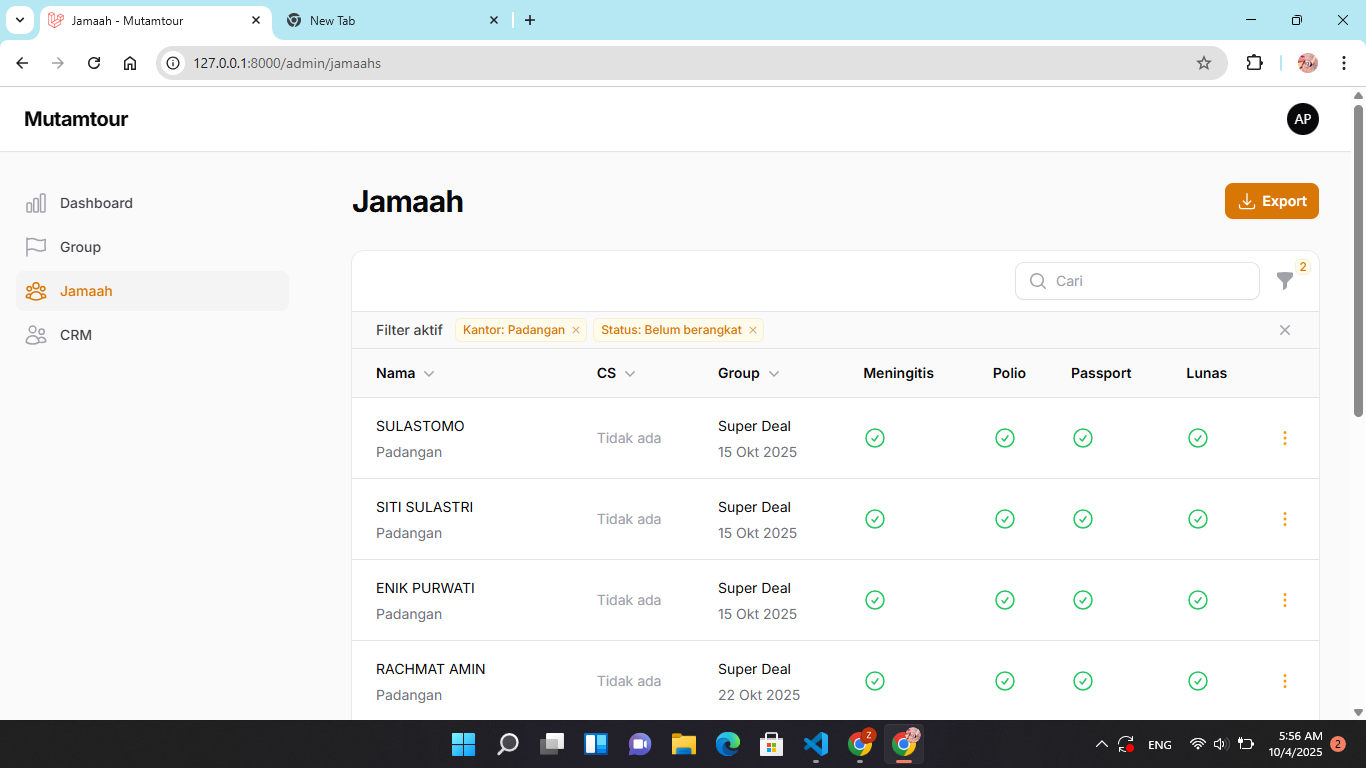 Jamaah - Mutamtour
New Tab
127.0.0.1:8000/admin/jamaahs
Mutamtour
AP
Dashboard
Group
Jamaah
CRM
Jamaah
Export
Cari
2
Filter aktif Kantor: Padangan Status: Belum berangkat
Nama CS Group Meningitis Polio Passport Lunas
SULASTOMO
Padangan
Tidak ada
Super Deal
15 Okt 2025
SITI SULASTRI
Padangan
Tidak ada
Super Deal
15 Okt 2025
ENIK PURWATI
Padangan
Tidak ada
Super Deal
15 Okt 2025
RACHMAT AMIN
Padangan
Tidak ada
Super Deal
22 Okt 2025
Z
ENG
5:56 AM
10/4/2025
2